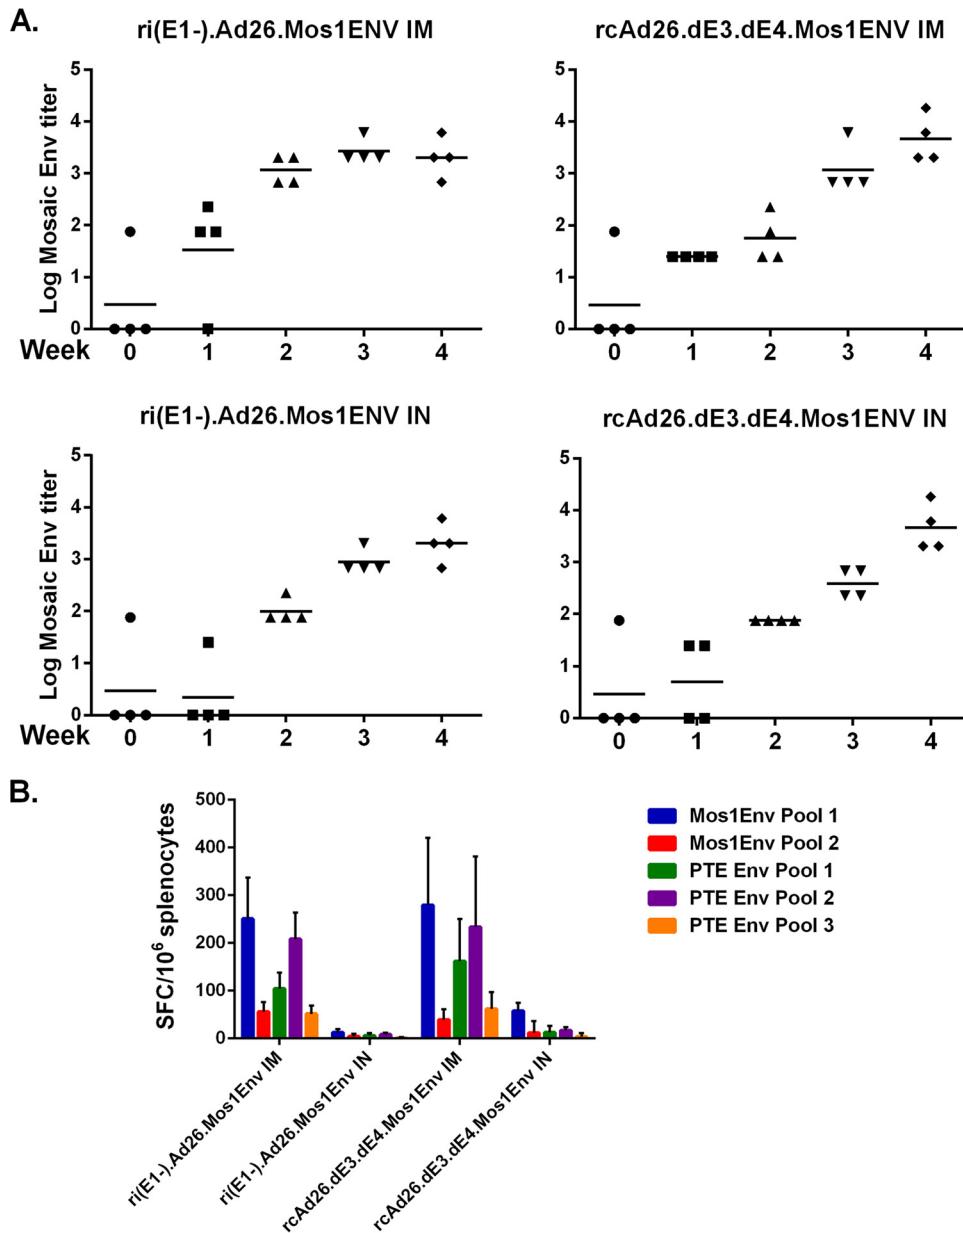 A.
ri(E1-).Ad26.Mos1ENV IM
rcAd26.dE3.dE4.Mos1ENV IM
Log Mosaic Env titer
5
4
3
2
1
0
Week
0 1 2 3 4
5
4
3
2
1
0
0 1 2 3 4
ri(E1-).Ad26.Mos1ENV IN
rcAd26.dE3.dE4.Mos1ENV IN
Log Mosaic Env titer
5
4
3
2
1
0
Week
0 1 2 3 4
5
4
3
2
1
0
0 1 2 3 4
B.
SFC/10⁶ splenocytes
500
400
300
200
100
0
ri(E1-).Ad26.Mos1Env IM
ri(E1-).Ad26.Mos1Env IN
rcAd26.dE3.dE4.Mos1Env IM
rcAd26.dE3.dE4.Mos1Env IN
Mos1Env Pool 1
Mos1Env Pool 2
PTE Env Pool 1
PTE Env Pool 2
PTE Env Pool 3